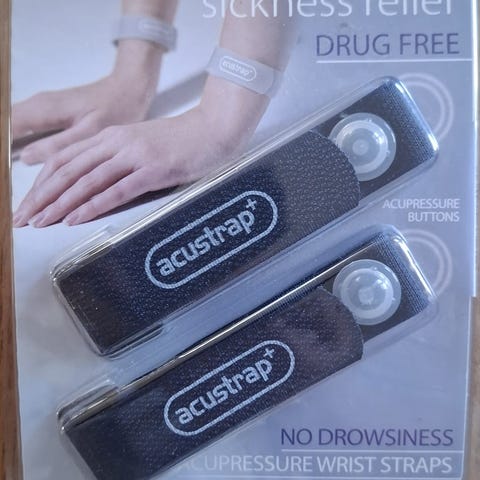 sickness relief
DRUG FREE
acustrap+
ACUPRESSURE
BUTTONS
acustrap+
acustrap+
NO DROWSINESS
ACUPRESSURE WRIST STRAPS